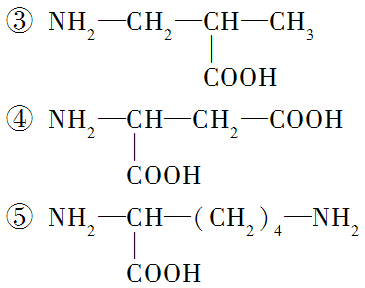 ③ NH₂—CH₂—CH—CH₃
COOH
④ NH₂—CH—CH₂—COOH
COOH
⑤ NH₂—CH—(CH₂)₄—NH₂
COOH